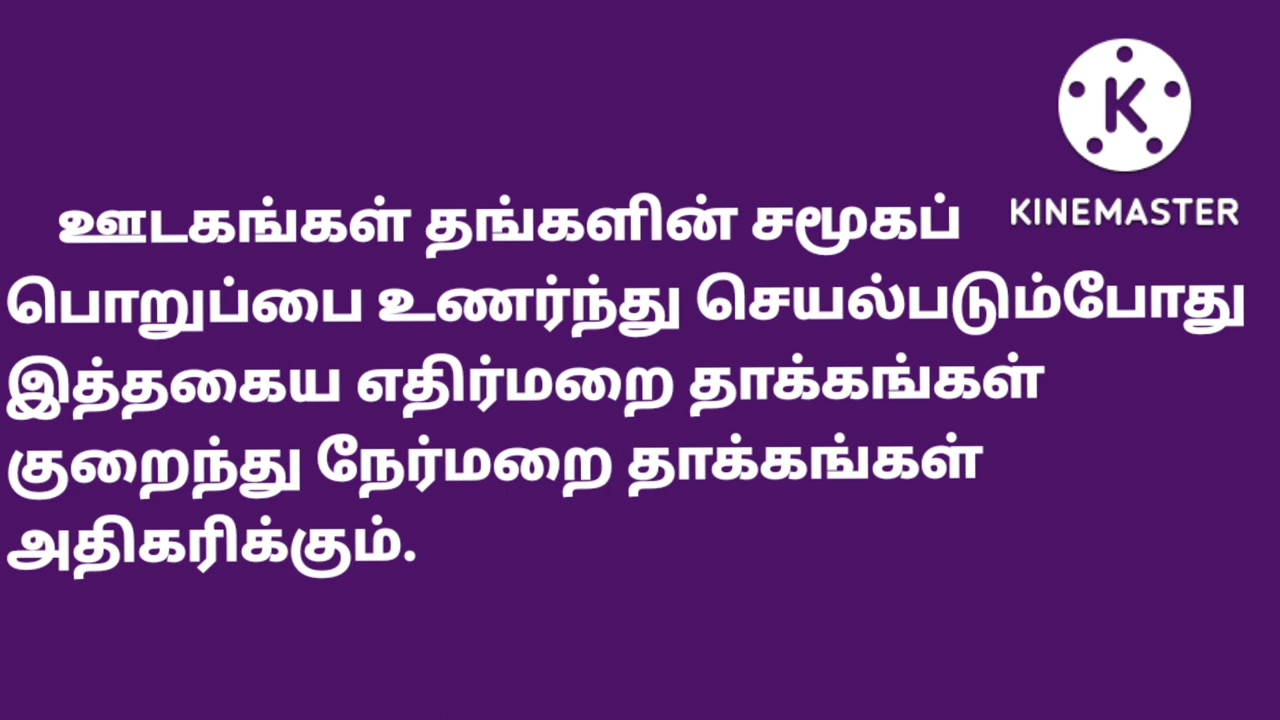 K
KINEMASTER
ஊடகங்கள் தங்களின் சமூகப்
பொறுப்பை உணர்ந்து செயல்படும்போது
இத்தகைய எதிர்மறை தாக்கங்கள்
குறைந்து நேர்மறை தாக்கங்கள்
அதிகரிக்கும்.